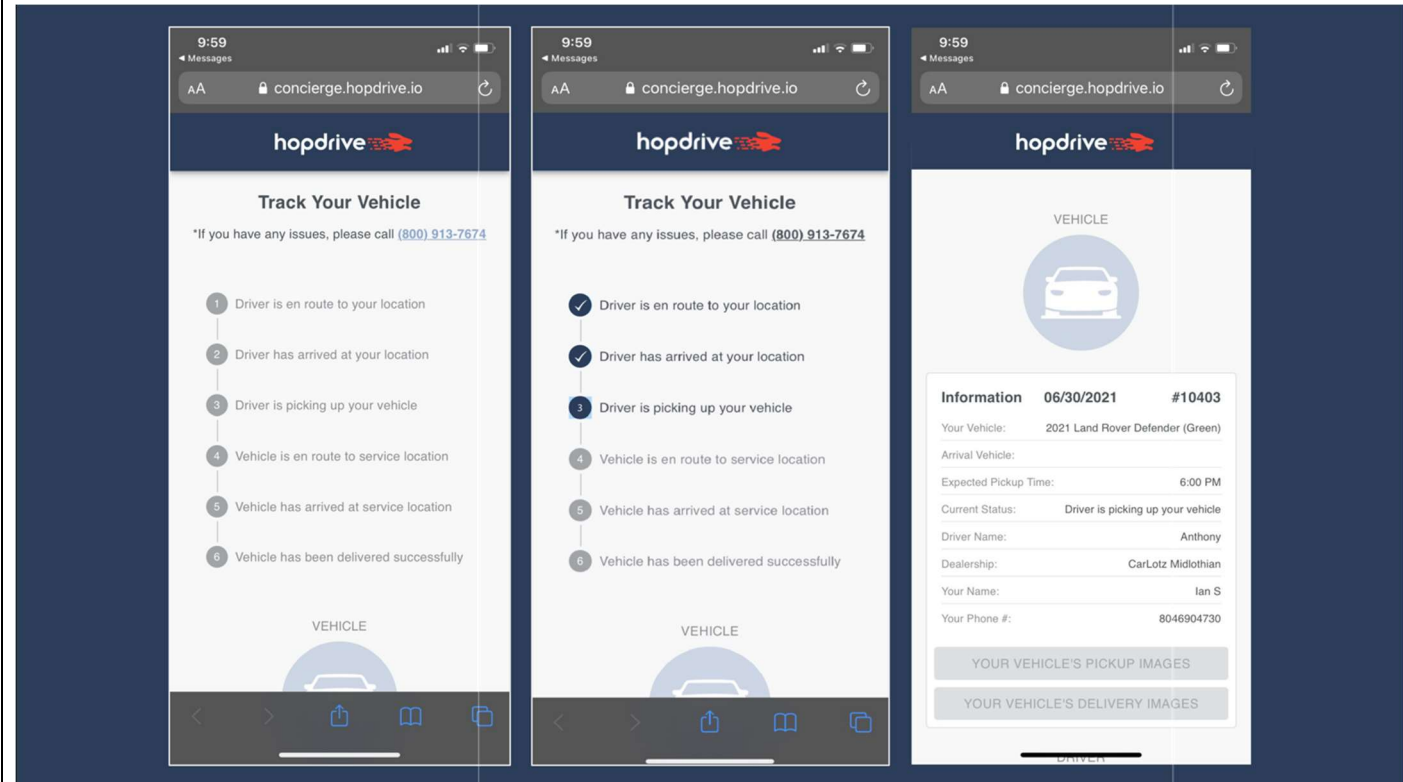 9:59
◀ Messages
AA concierge.hopdrive.io
hopdrive
Track Your Vehicle
*If you have any issues, please call (800) 913-7674
1 Driver is en route to your location
2 Driver has arrived at your location
3 Driver is picking up your vehicle
4 Vehicle is en route to service location
5 Vehicle has arrived at service location
6 Vehicle has been delivered successfully
VEHICLE
9:59
◀ Messages
AA concierge.hopdrive.io
hopdrive
Track Your Vehicle
*If you have any issues, please call (800) 913-7674
Driver is en route to your location
Driver has arrived at your location
3 Driver is picking up your vehicle
4 Vehicle is en route to service location
5 Vehicle has arrived at service location
6 Vehicle has been delivered successfully
VEHICLE
9:59
◀ Messages
AA concierge.hopdrive.io
hopdrive
VEHICLE
Information 06/30/2021 #10403
Your Vehicle: 2021 Land Rover Defender (Green)
Arrival Vehicle:
Expected Pickup Time: 6:00 PM
Current Status: Driver is picking up your vehicle
Driver Name: Anthony
Dealership: CarLotz Midlothian
Your Name: Ian S
Your Phone #: 8046904730
YOUR VEHICLE'S PICKUP IMAGES
YOUR VEHICLE'S DELIVERY IMAGES
DRIVER